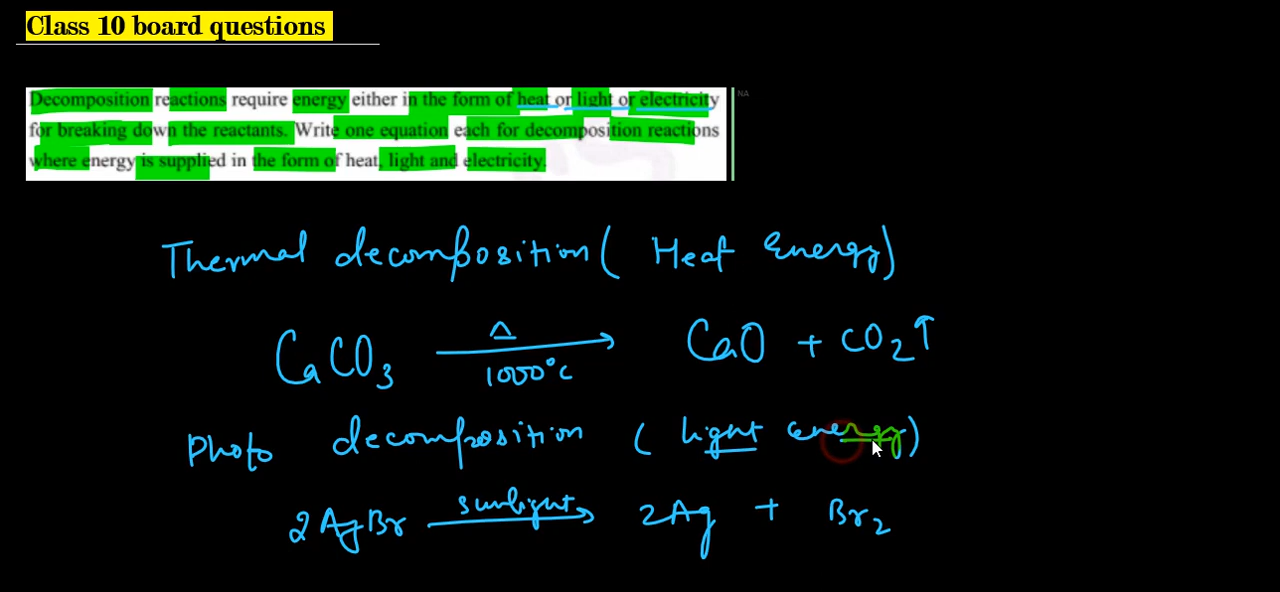 Class 10 board questions
Decomposition reactions require energy either in the form of heat or light or electricity
NA
for breaking down the reactants. Write one equation each for decomposition reactions
where energy is supplied in the form of heat, light and electricity.
Thermal decomposition ( Heat Energy)
Δ
CaCO₃ → CaO + CO₂↑
1000°C
Photo decomposition ( light energy)
sunlight
2AgBr → 2Ag + Br₂